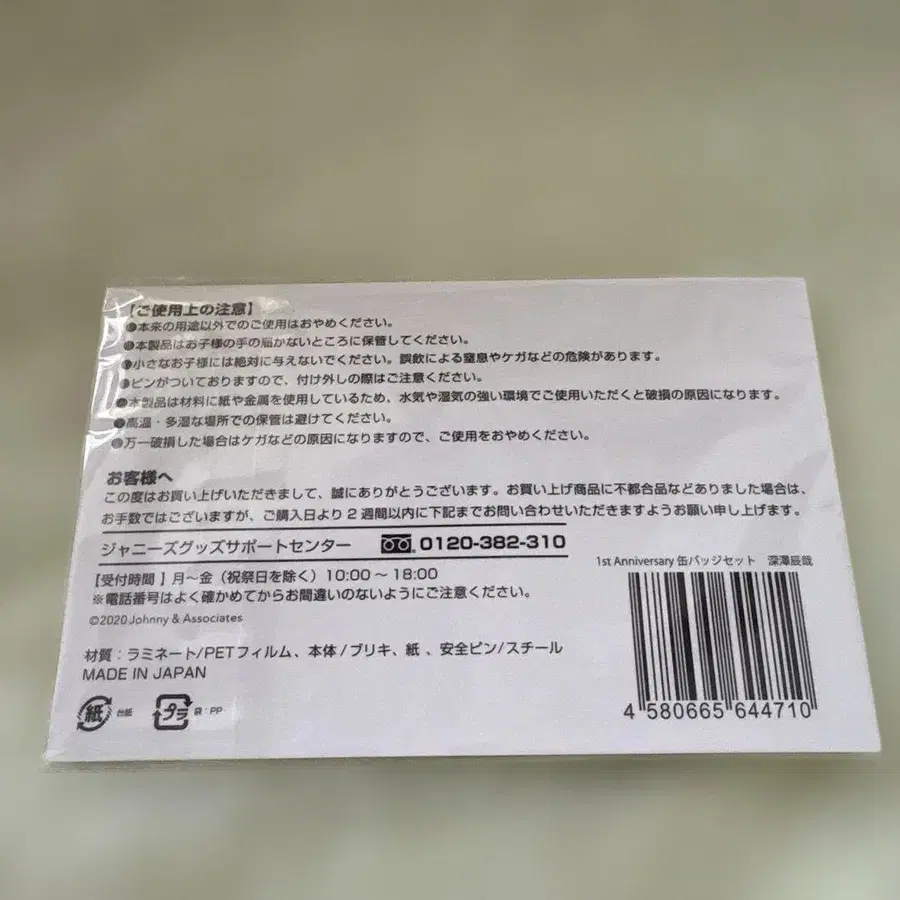 【ご使用上の注意】
●本来の用途以外でのご使用はおやめください。
●本製品はお子様の手の届かないところに保管してください。
●小さなお子様には絶対に与えないでください。誤飲による窒息やケガなどの危険があります。
●ピンがついておりますので、付け外しの際はご注意ください。
●本製品は材料に紙や金属を使用しているため、水気や湿気の強い環境でご使用いただくと破損の原因になります。
●高温・多湿な場所での保管は避けてください。
●万一破損した場合はケガなどの原因になりますので、ご使用をおやめください。
お客様へ
この度はお買い上げいただきまして、誠にありがとうございます。お買い上げ商品に不都合品などありました場合は、
お手数ではございますが、ご購入日より2週間以内に下記までお問い合わせいただきますようお願い申し上げます。
ジャニーズグッズサポートセンター 0120-382-310
【受付時間】月〜金（祝祭日を除く）10:00〜18:00
※電話番号はよく確かめてからお間違いのないようにご注意ください。
©2020 Johnny & Associates
材質：ラミネート/PETフィルム、本体/ブリキ、紙、安全ピン/スチール
MADE IN JAPAN
紙 台紙 プラ 袋：PP
1st Anniversary 缶バッジセット 深澤辰哉
4 580665 644710